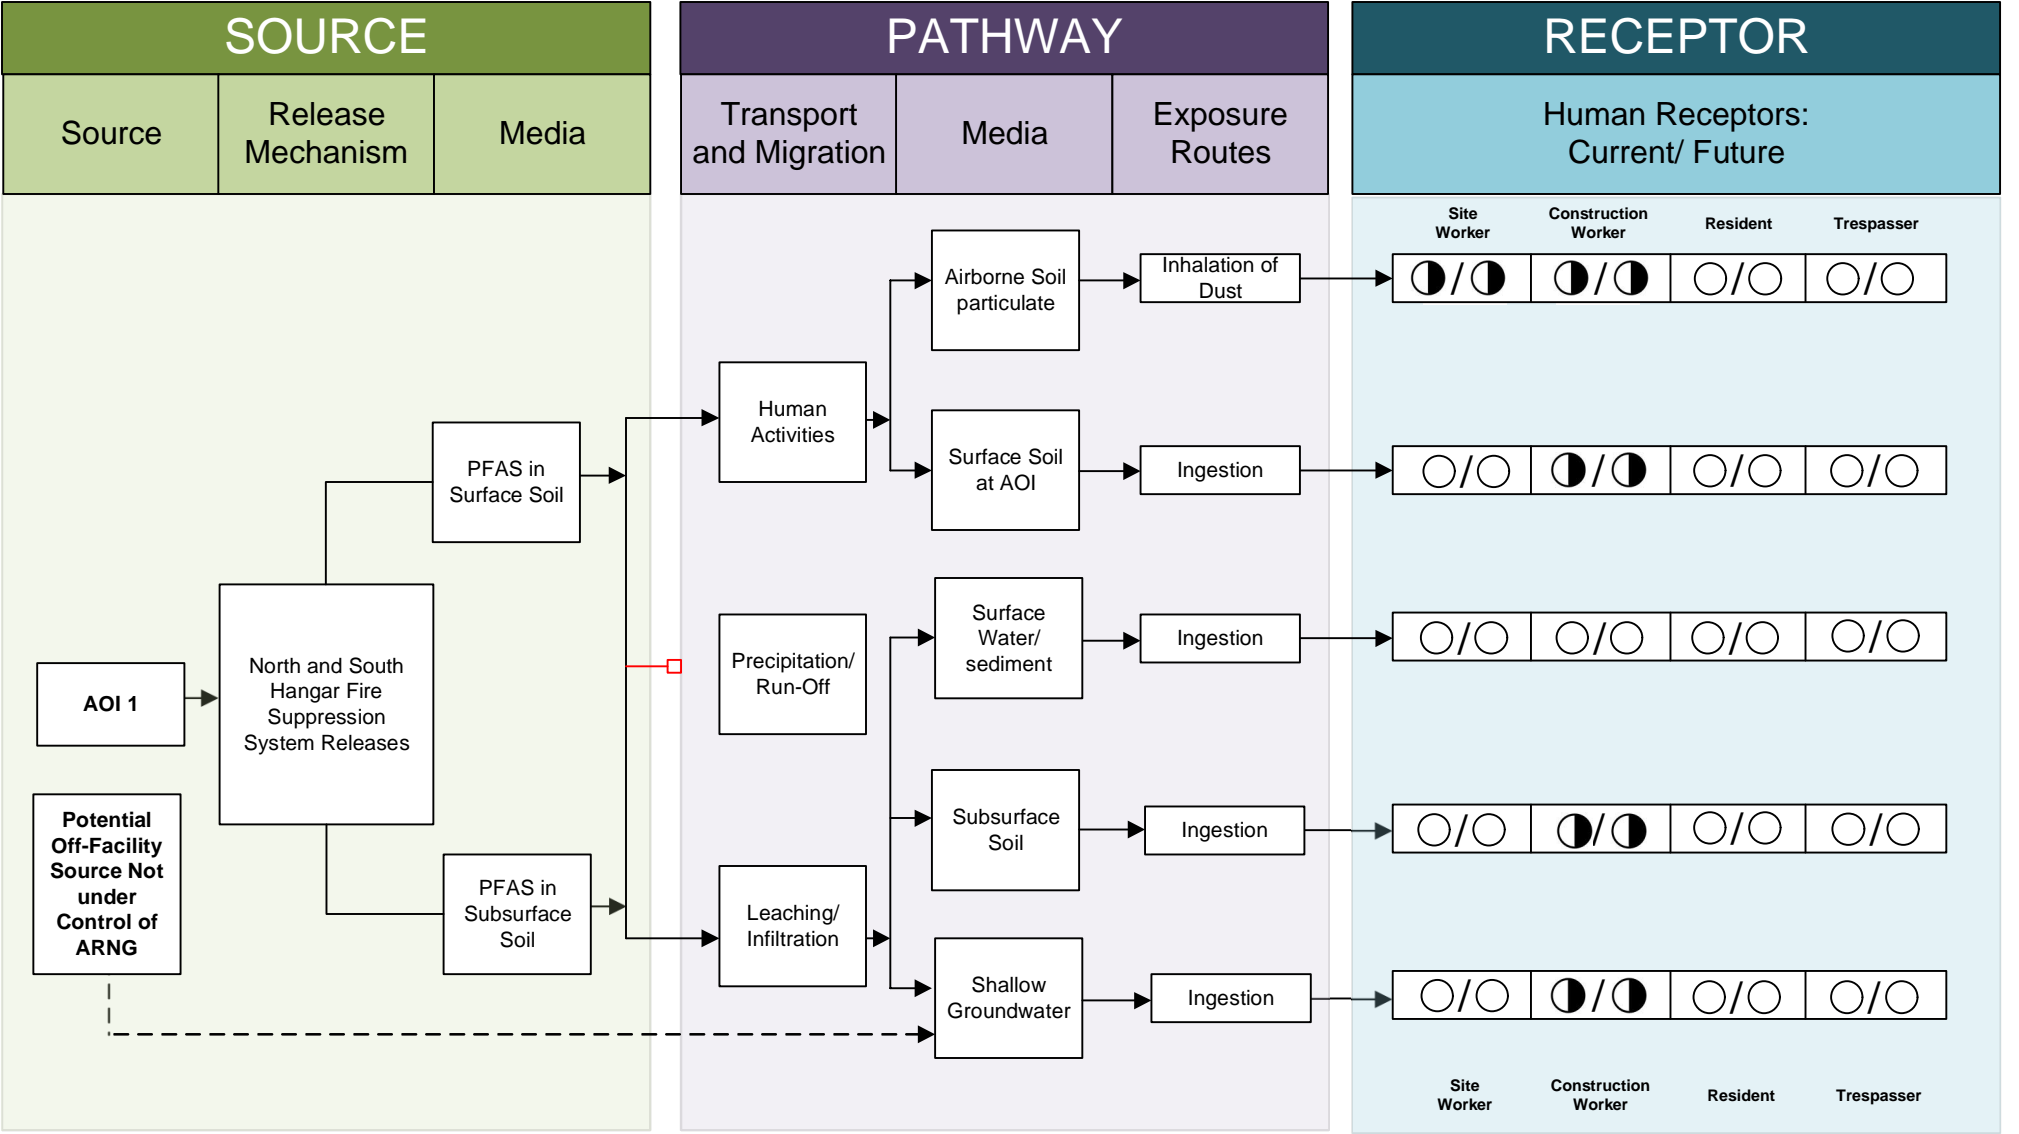 SOURCE
PATHWAY
RECEPTOR
Source
Release
Mechanism
Media
Transport
and Migration
Media
Exposure
Routes
Human Receptors:
Current/ Future
Site
Worker
Construction
Worker
Resident
Trespasser
Airborne Soil
particulate
Inhalation of
Dust
/
/
/
/
Human
Activities
PFAS in
Surface Soil
Surface Soil
at AOI
Ingestion
/
/
/
/
North and South
Hangar Fire
Suppression
System Releases
AOI 1
Precipitation/
Run-Off
Surface
Water/
sediment
Ingestion
/
/
/
/
Potential
Off-Facility
Source Not
under
Control of
ARNG
Subsurface
Soil
Ingestion
/
/
/
/
PFAS in
Subsurface
Soil
Leaching/
Infiltration
Shallow
Groundwater
Ingestion
/
/
/
/
Site
Worker
Construction
Worker
Resident
Trespasser